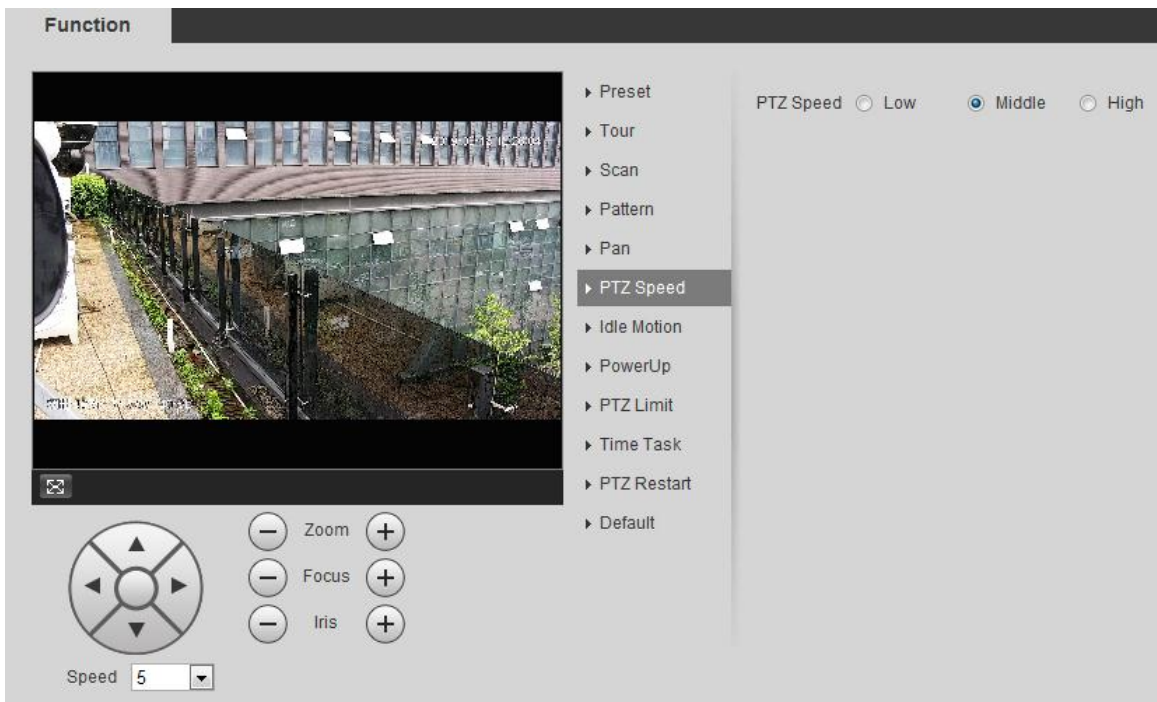 Function
Preset
Tour
Scan
Pattern
Pan
PTZ Speed
Idle Motion
PowerUp
PTZ Limit
Time Task
PTZ Restart
Default
PTZ Speed Low Middle High
Zoom
Focus
Iris
Speed 5